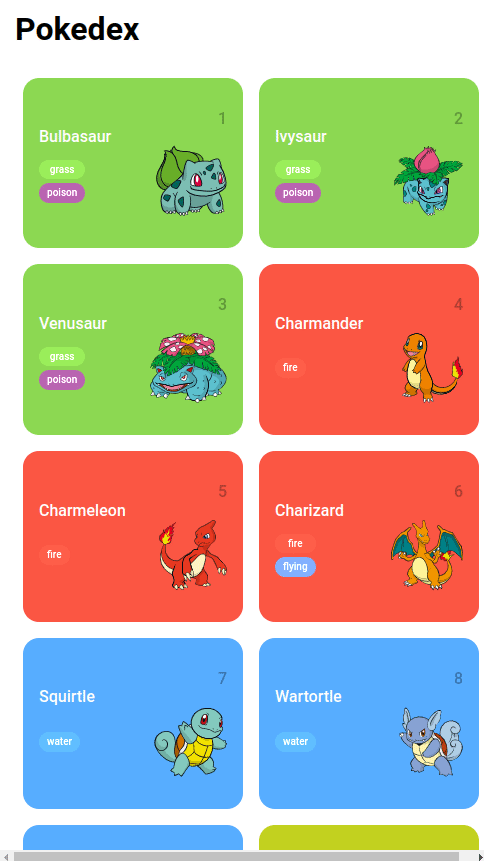 Pokedex
1
Bulbasaur
grass
poison
2
Ivysaur
grass
poison
3
Venusaur
grass
poison
4
Charmander
fire
5
Charmeleon
fire
6
Charizard
fire
flying
7
Squirtle
water
8
Wartortle
water